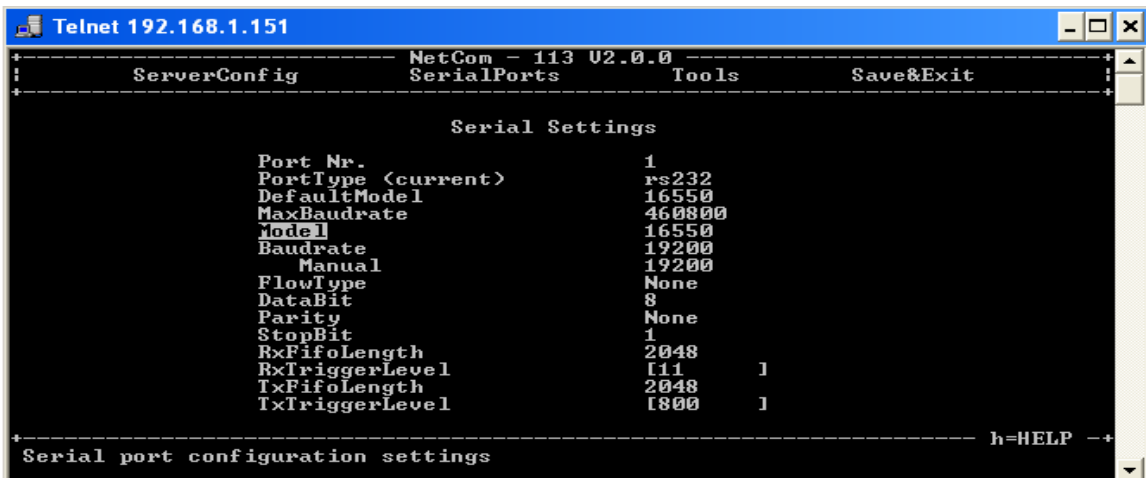 Telnet 192.168.1.151
NetCom - 113 V2.0.0
ServerConfig SerialPorts Tools Save&Exit
Serial Settings
Port Nr. 1
PortType (current) rs232
DefaultModel 16550
MaxBaudrate 460800
Model 16550
Baudrate 19200
Manual 19200
FlowType None
DataBit 8
Parity None
StopBit 1
RxFifoLength 2048
RxTriggerLevel [11 ]
TxFifoLength 2048
TxTriggerLevel [800 ]
h=HELP
Serial port configuration settings